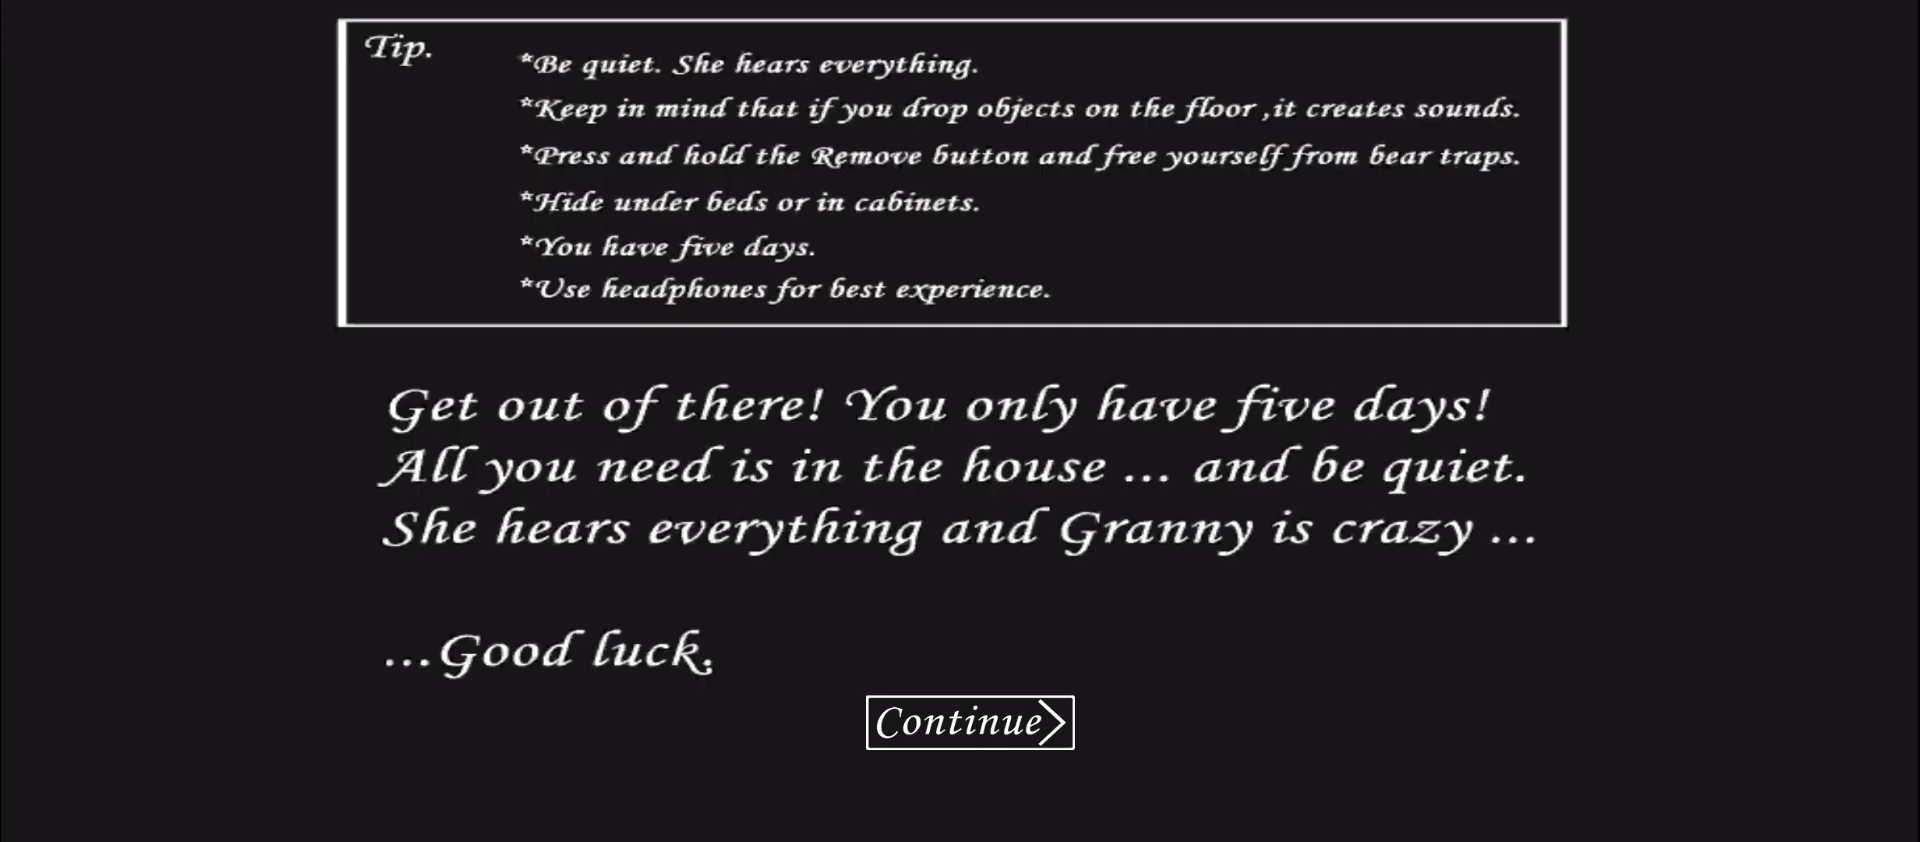 Tip.
*Be quiet. She hears everything.
*Keep in mind that if you drop objects on the floor ,it creates sounds.
*Press and hold the Remove button and free yourself from bear traps.
*Hide under beds or in cabinets.
*You have five days.
*Use headphones for best experience.
Get out of there! You only have five days!
All you need is in the house ... and be quiet.
She hears everything and Granny is crazy ...
...Good luck.
Continue>